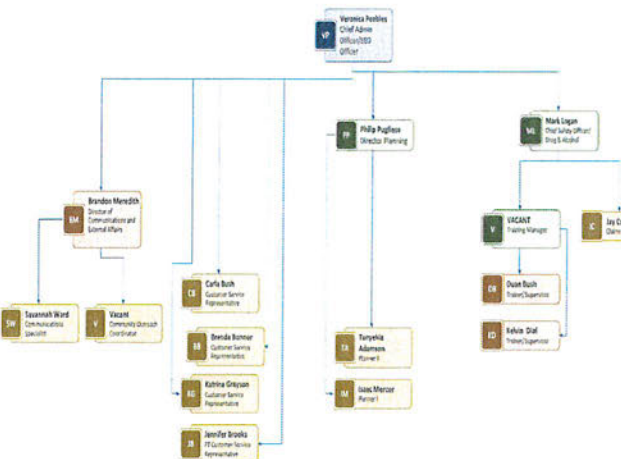 VP
Veronica Peebles
Chief Admin
Officer/EEO
Officer
PP
Philip Pugliese
Director Planning
ML
Mark Logan
Chief Safety Officer/
Drug & Alcohol
BM
Brandon Meredith
Director of
Communications and
External Affairs
V
VACANT
Training Manager
JC
Jay
SW
Savannah Ward
Communications
Specialist
V
Vacant
Community Outreach
Coordinator
CB
Carla Bush
Customer Service
Representative
DB
Bush
Trainer/Supervisor
BB
Brenda
Customer Service
Representative
TA
Adamson
Planner II
KD
Kelvin Dial
Trainer/Supervisor
KG
Katrina Grayson
Customer Service
Representative
IM
Isaac Mercer
Planner I
JB
Jennifer Brooks
PT Customer Service
Representative